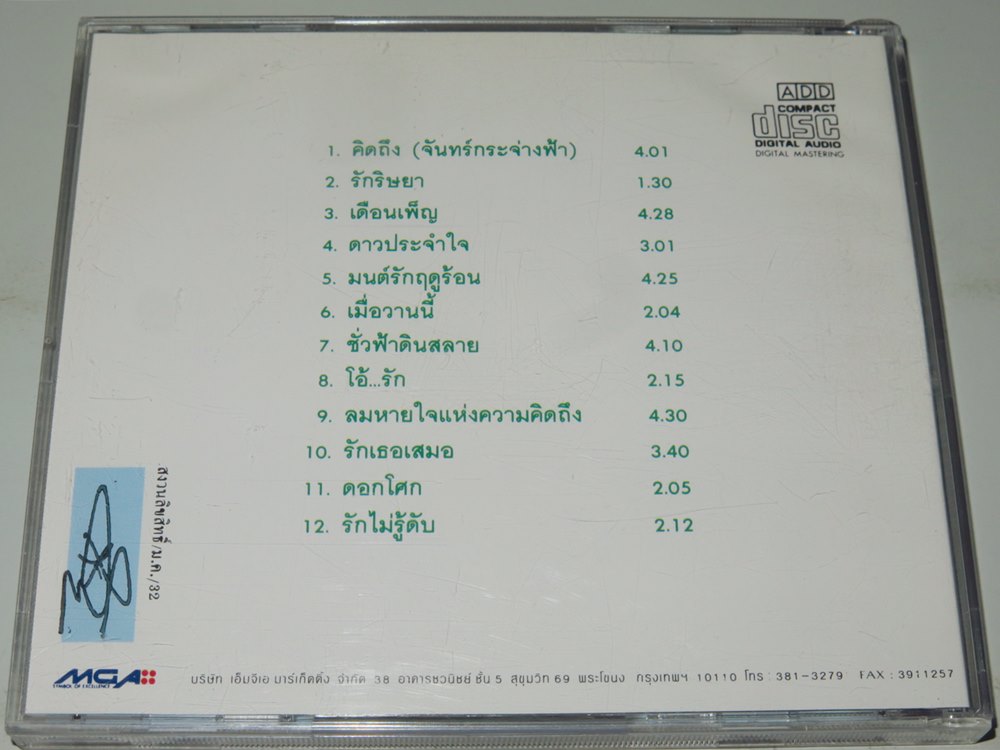 ADD
COMPACT
disc
DIGITAL AUDIO
DIGITAL MASTERING
1. คิดถึง (จันทร์กระจ่างฟ้า) 4.01
2. รักริษยา 1.30
3. เดือนเพ็ญ 4.28
4. ดาวประจำใจ 3.01
5. มนต์รักฤดูร้อน 4.25
6. เมื่อวานนี้ 2.04
7. ชั่วฟ้าดินสลาย 4.10
8. โอ้...รัก 2.15
9. ลมหายใจแห่งความคิดถึง 4.30
10. รักเธอเสมอ 3.40
11. ดอกโศก 2.05
12. รักไม่รู้ดับ 2.12
สงวนลิขสิทธิ์/ม.ค./32
MGA
SYMBOL OF EXCELLENCE
บริษัท เอ็มจีเอ มาร์เก็ตติ้ง จำกัด 38 อาคารชวนิชย์ ชั้น 5 สุขุมวิท 69 พระโขนง กรุงเทพฯ 10110 โทร : 381-3279 FAX : 3911257